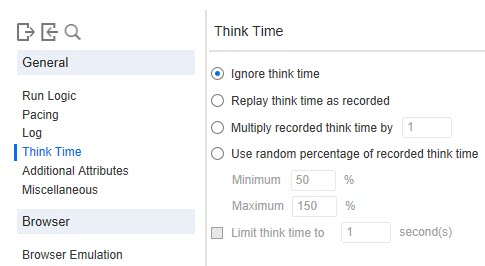 General
Run Logic
Pacing
Log
Think Time
Additional Attributes
Miscellaneous
Browser
Browser Emulation
Think Time
Ignore think time
Replay think time as recorded
Multiply recorded think time by 1
Use random percentage of recorded think time
Minimum 50 %
Maximum 150 %
Limit think time to 1 second(s)